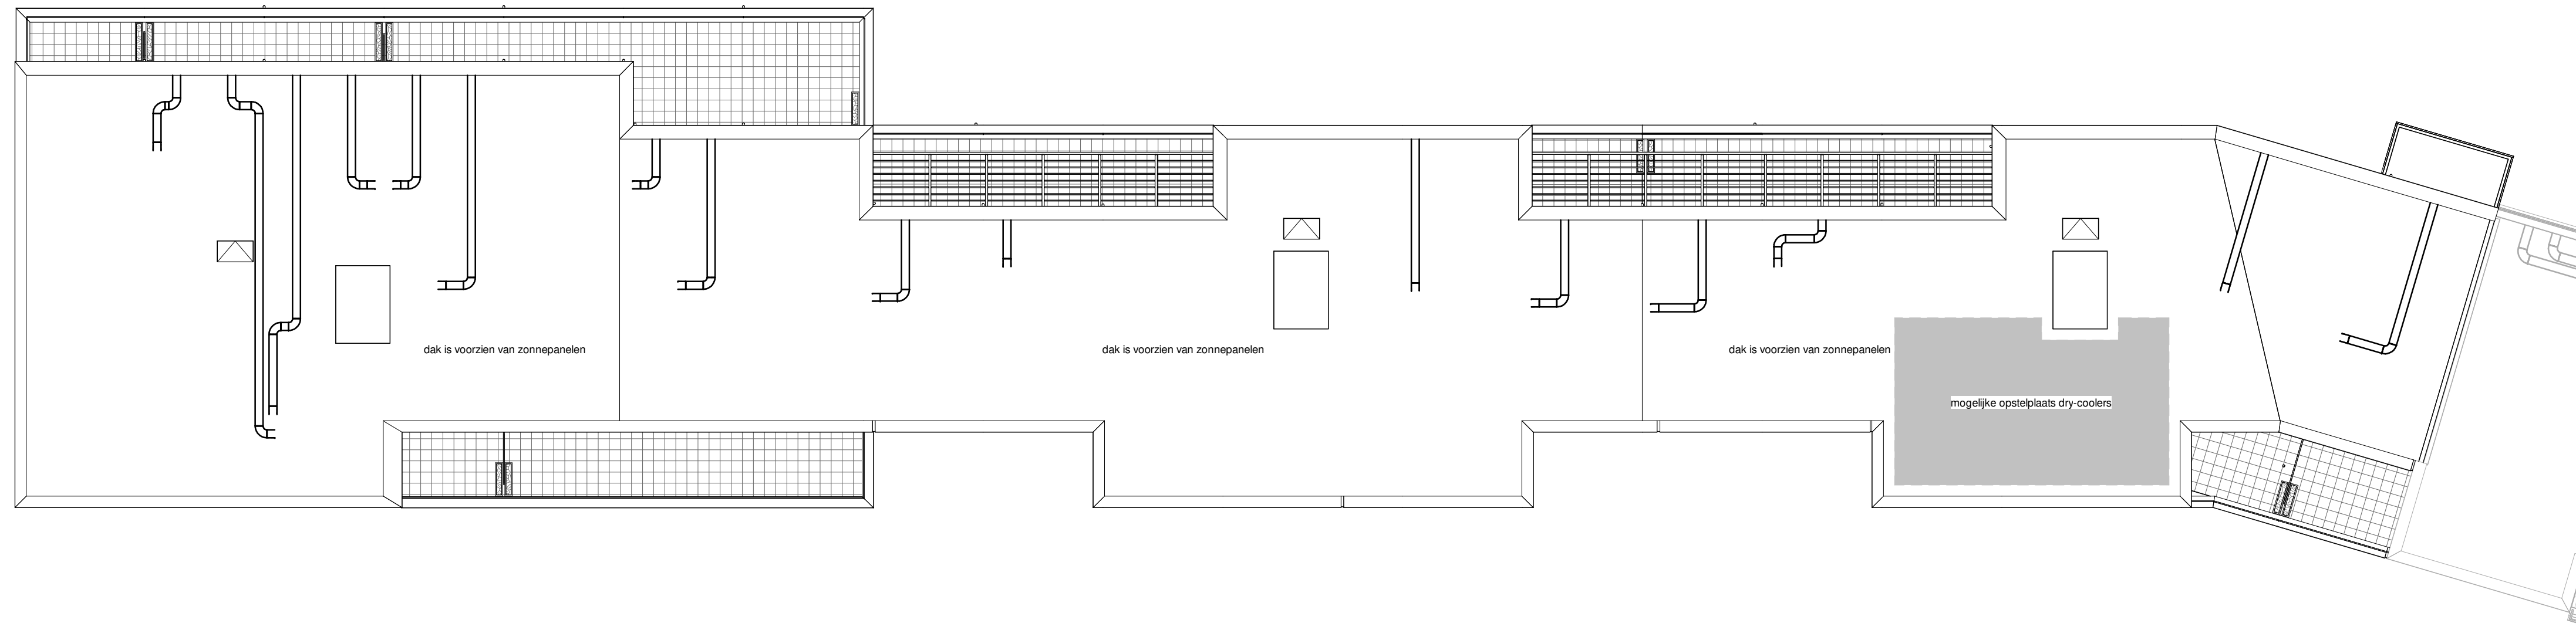 dak is voorzien van zonnepanelen
dak is voorzien van zonnepanelen
dak is voorzien van zonnepanelen
mogelijke opstelplaats dry-coolers